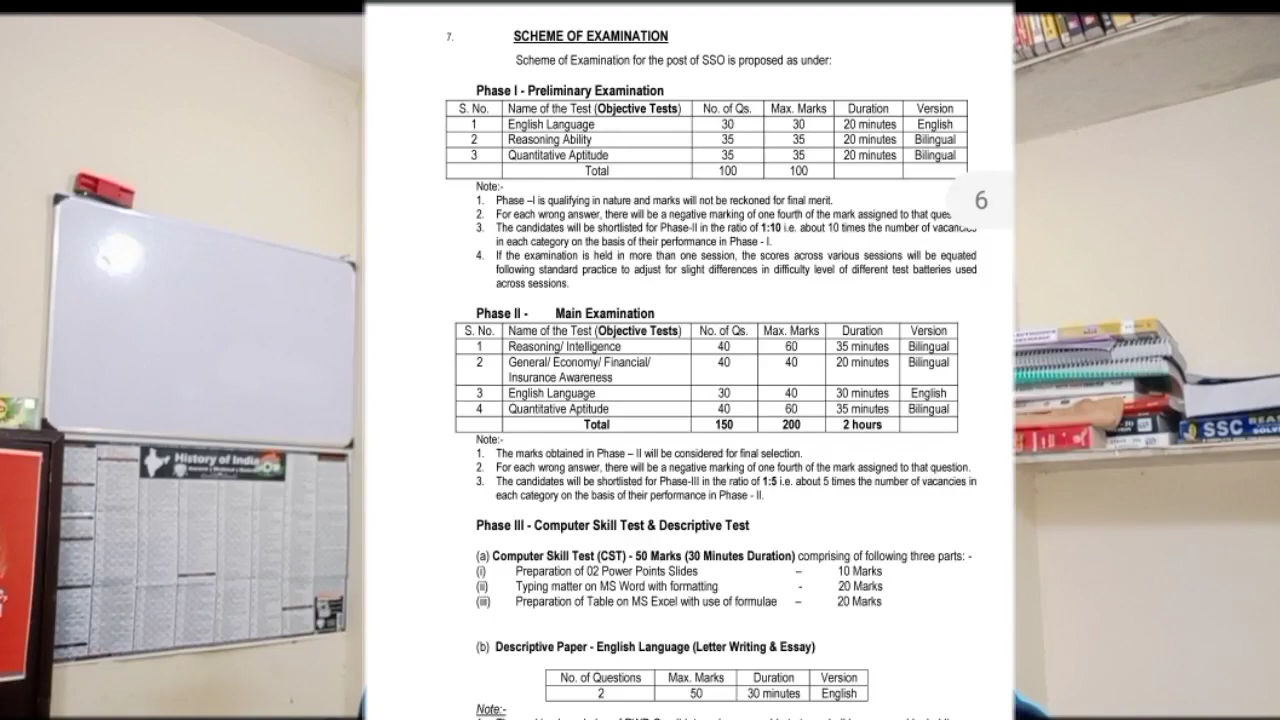 7. SCHEME OF EXAMINATION
Scheme of Examination for the post of SSO is proposed as under:
Phase I - Preliminary Examination
S. No. Name of the Test (Objective Tests) No. of Qs. Max. Marks Duration Version
1 English Language 30 30 20 minutes English
2 Reasoning Ability 35 35 20 minutes Bilingual
3 Quantitative Aptitude 35 35 20 minutes Bilingual
Total 100 100
Note:-
1. Phase –I is qualifying in nature and marks will not be reckoned for final merit.
2. For each wrong answer, there will be a negative marking of one fourth of the mark assigned to that
3. The candidates will be shortlisted for Phase-II in the ratio of 1:10 i.e. about 10 times the number of
in each category on the basis of their performance in Phase - I.
4. If the examination is held in more than one session, the scores across various sessions will be equated
following standard practice to adjust for slight differences in difficulty level of different test batteries used
across sessions.
6
Phase II - Main Examination
S. No. Name of the Test (Objective Tests) No. of Qs. Max. Marks Duration Version
1 Reasoning/ Intelligence 40 60 35 minutes Bilingual
2 General/ Economy/ Financial/ 40 40 20 minutes Bilingual
Insurance Awareness
3 English Language 30 40 30 minutes English
4 Quantitative Aptitude 40 60 35 minutes Bilingual
Total 150 200 2 hours
Note:-
1. The marks obtained in Phase – II will be considered for final selection.
2. For each wrong answer, there will be a negative marking of one fourth of the mark assigned to that question.
3. The candidates will be shortlisted for Phase-III in the ratio of 1:5 i.e. about 5 times the number of vacancies in
each category on the basis of their performance in Phase - II.
Phase III - Computer Skill Test & Descriptive Test
(a) Computer Skill Test (CST) - 50 Marks (30 Minutes Duration) comprising of following three parts: -
(i) Preparation of 02 Power Points Slides – 10 Marks
(ii) Typing matter on MS Word with formatting - 20 Marks
(iii) Preparation of Table on MS Excel with use of formulae – 20 Marks
(b) Descriptive Paper - English Language (Letter Writing & Essay)
No. of Questions Max. Marks Duration Version
2 50 30 minutes English
Note:-
History of India
SSC